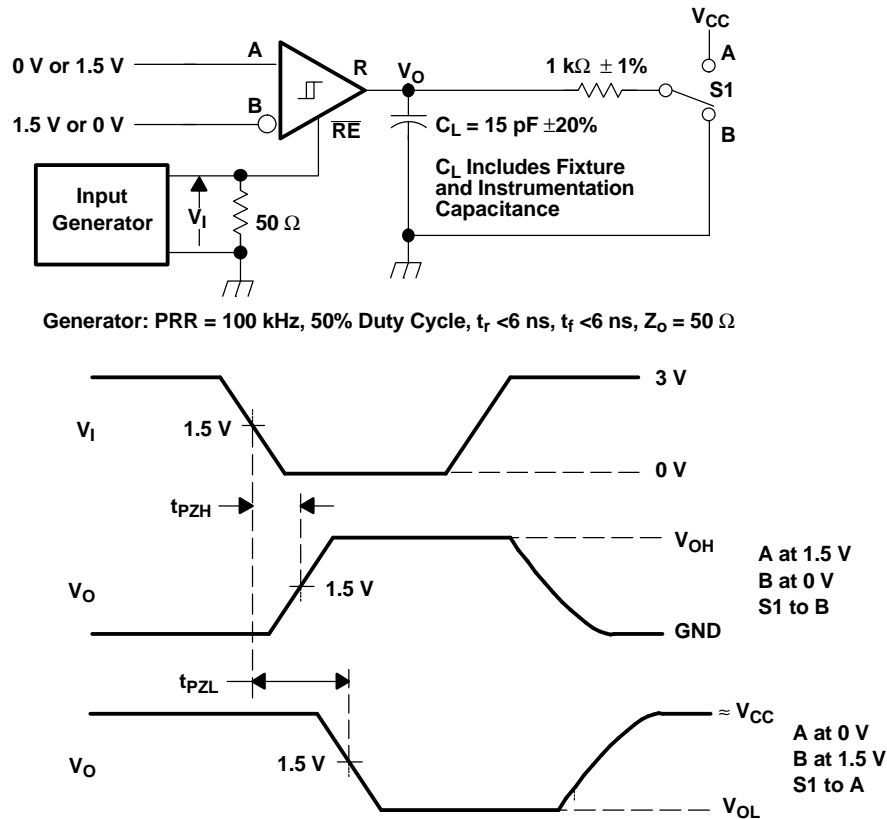 VCC
A
A
R
VO
1 kΩ ± 1%
S1
0 V or 1.5 V
B
1.5 V or 0 V
RE
CL = 15 pF ±20%
B
CL Includes Fixture
and Instrumentation
Capacitance
Input
Generator
VI
50 Ω
Generator: PRR = 100 kHz, 50% Duty Cycle, tr <6 ns, tf <6 ns, Zo = 50 Ω
3 V
VI
1.5 V
0 V
tPZH
VOH
A at 1.5 V
B at 0 V
S1 to B
VO
1.5 V
GND
tPZL
≈ VCC
A at 0 V
B at 1.5 V
S1 to A
VO
1.5 V
VOL